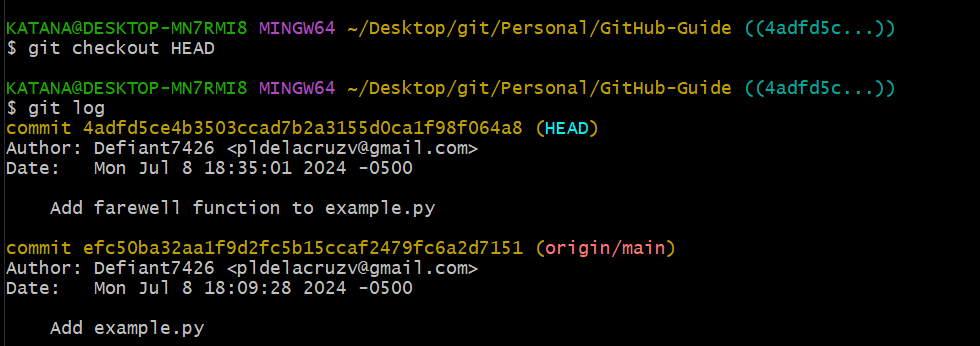 KATANA@DESKTOP-MN7RMI8 MINGW64 ~/Desktop/git/Personal/GitHub-Guide ((4adfd5c...))
$ git checkout HEAD
KATANA@DESKTOP-MN7RMI8 MINGW64 ~/Desktop/git/Personal/GitHub-Guide ((4adfd5c...))
$ git log
commit 4adfd5ce4b3503ccad7b2a3155d0ca1f98f064a8 (HEAD)
Author: Defiant7426 <pldelacruzv@gmail.com>
Date:   Mon Jul 8 18:35:01 2024 -0500
    Add farewell function to example.py
commit efc50ba32aa1f9d2fc5b15ccaf2479fc6a2d7151 (origin/main)
Author: Defiant7426 <pldelacruzv@gmail.com>
Date:   Mon Jul 8 18:09:28 2024 -0500
    Add example.py